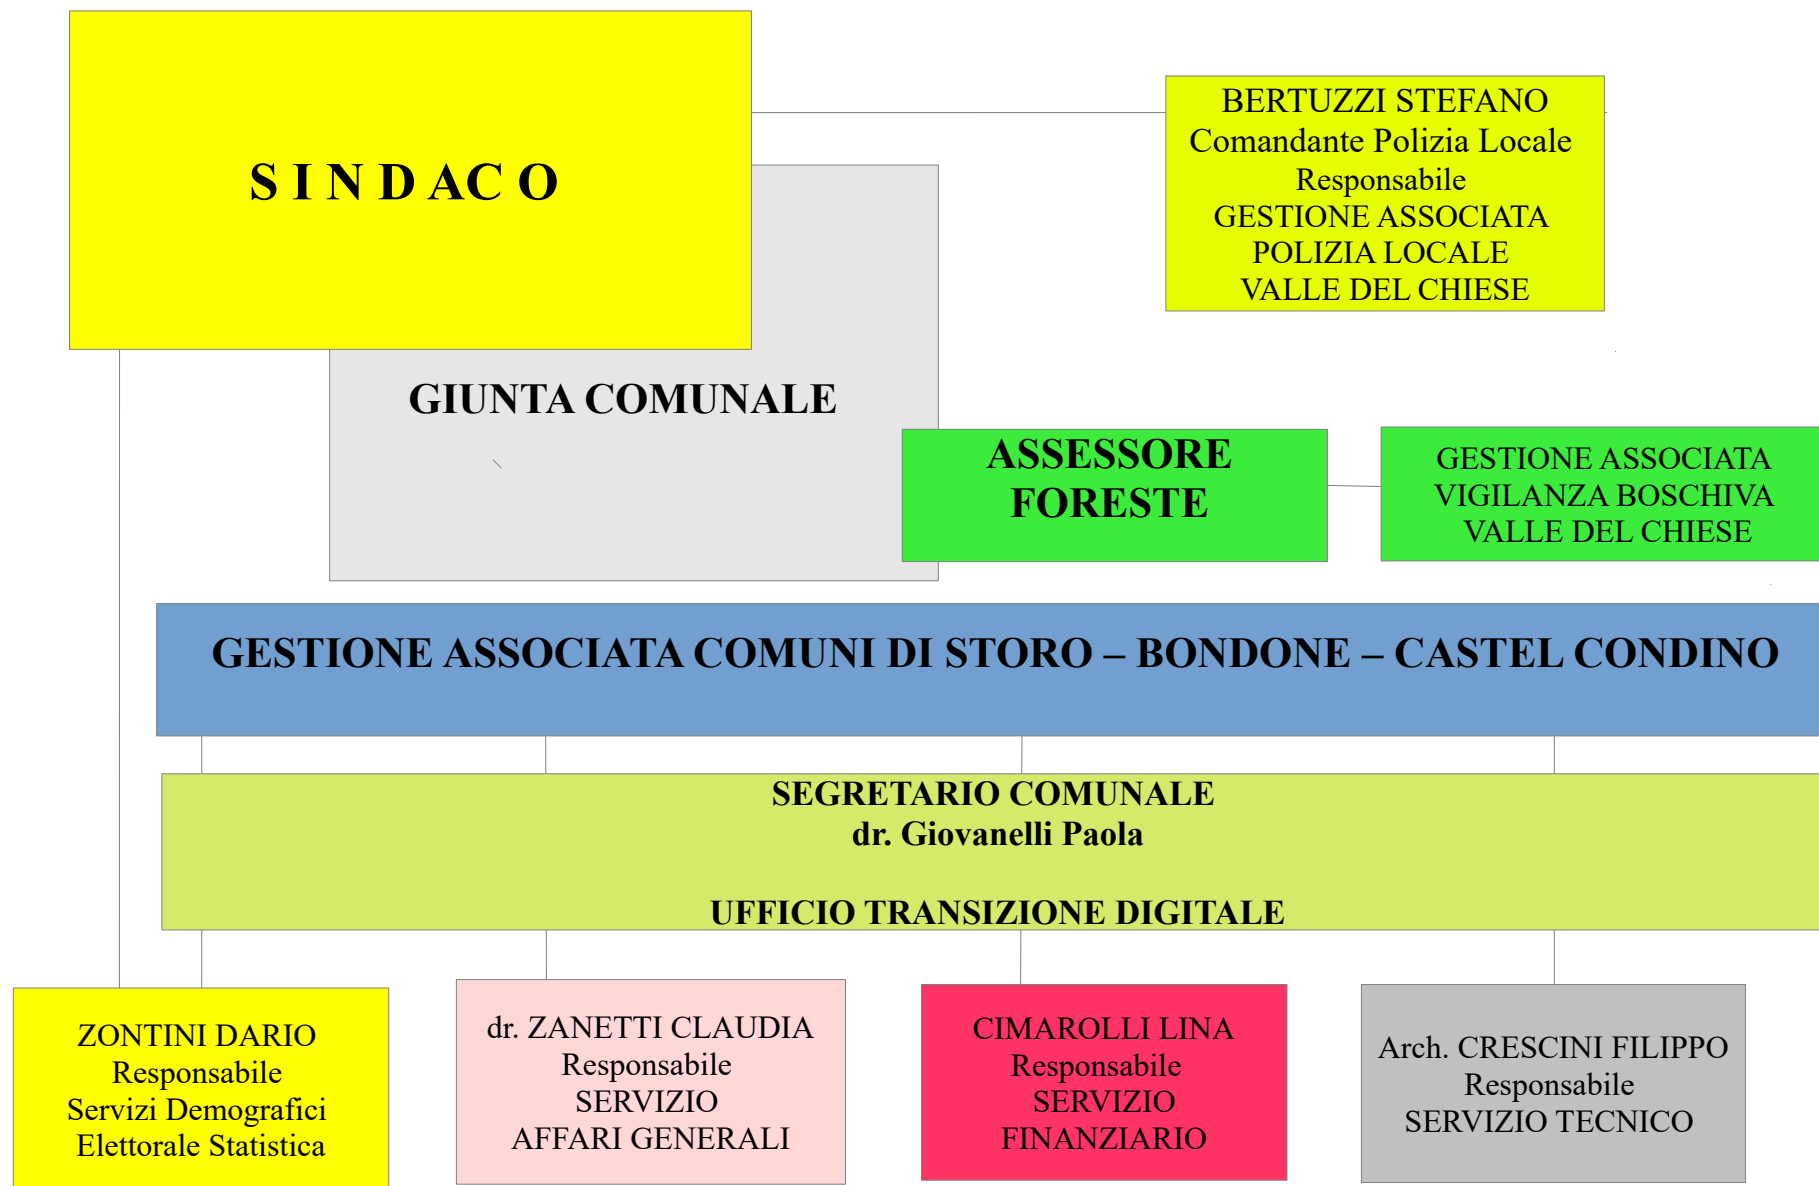 S I N D AC O
BERTUZZI STEFANO
Comandante Polizia Locale
Responsabile
GESTIONE ASSOCIATA
POLIZIA LOCALE
VALLE DEL CHIESE
GIUNTA COMUNALE
ASSESSORE
FORESTE
GESTIONE ASSOCIATA
VIGILANZA BOSCHIVA
VALLE DEL CHIESE
GESTIONE ASSOCIATA COMUNI DI STORO – BONDONE – CASTEL CONDINO
SEGRETARIO COMUNALE
dr. Giovanelli Paola
UFFICIO TRANSIZIONE DIGITALE
ZONTINI DARIO
Responsabile
Servizi Demografici
Elettorale Statistica
dr. ZANETTI CLAUDIA
Responsabile
SERVIZIO
AFFARI GENERALI
CIMAROLLI LINA
Responsabile
SERVIZIO
FINANZIARIO
Arch. CRESCINI FILIPPO
Responsabile
SERVIZIO TECNICO